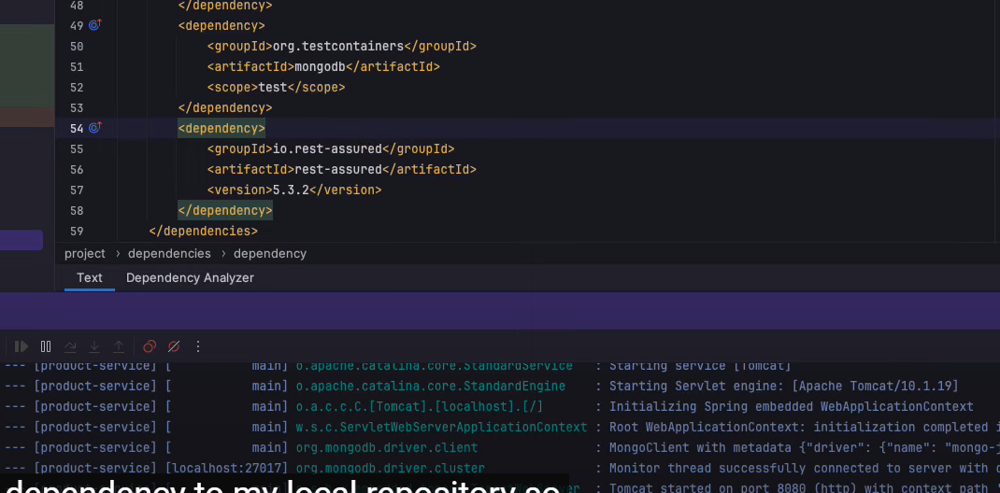 48 </dependency>
49 <dependency>
50 <groupId>org.testcontainers</groupId>
51 <artifactId>mongodb</artifactId>
52 <scope>test</scope>
53 </dependency>
54 <dependency>
55 <groupId>io.rest-assured</groupId>
56 <artifactId>rest-assured</artifactId>
57 <version>5.3.2</version>
58 </dependency>
59 </dependencies>
project › dependencies › dependency
Text Dependency Analyzer
--- [product-service] [ main] o.apache.catalina.core.StandardService : Starting service [Tomcat]
--- [product-service] [ main] o.apache.catalina.core.StandardEngine : Starting Servlet engine: [Apache Tomcat/10.1.19]
--- [product-service] [ main] o.a.c.c.C.[Tomcat].[localhost].[/] : Initializing Spring embedded WebApplicationContext
--- [product-service] [ main] w.s.c.ServletWebServerApplicationContext : Root WebApplicationContext: initialization completed i
--- [product-service] [ main] org.mongodb.driver.client : MongoClient with metadata {"driver": {"name": "mongo-j
--- [product-service] [localhost:27017] org.mongodb.driver.cluster : Monitor thread successfully connected to server with d
er : Tomcat started on port 8080 (http) with context path
dependency to my local repository so